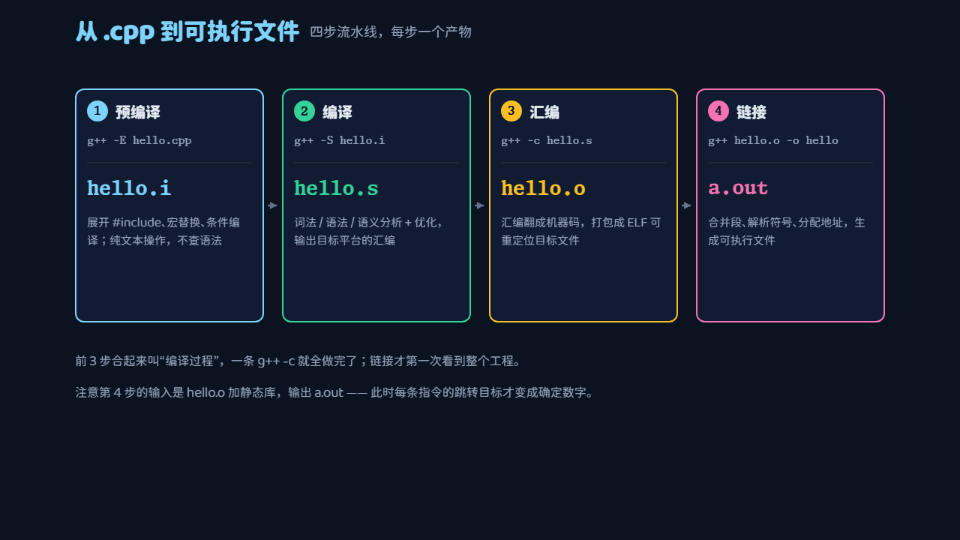 从 .cpp 到可执行文件 四步流水线，每步一个产物
1 预编译
g++ -E hello.cpp
hello.i
展开 #include、宏替换、条件编
译；纯文本操作，不查语法
2 编译
g++ -S hello.i
hello.s
词法 / 语法 / 语义分析 + 优化，
输出目标平台的汇编
3 汇编
g++ -c hello.s
hello.o
汇编翻成机器码，打包成 ELF 可
重定位目标文件
4 链接
g++ hello.o -o hello
a.out
合并段、解析符号、分配地址，生
成可执行文件
前 3 步合起来叫“编译过程”，一条 g++ -c 就全做完了；链接才第一次看到整个工程。
注意第 4 步的输入是 hello.o 加静态库，输出 a.out —— 此时每条指令的跳转目标才变成确定数字。